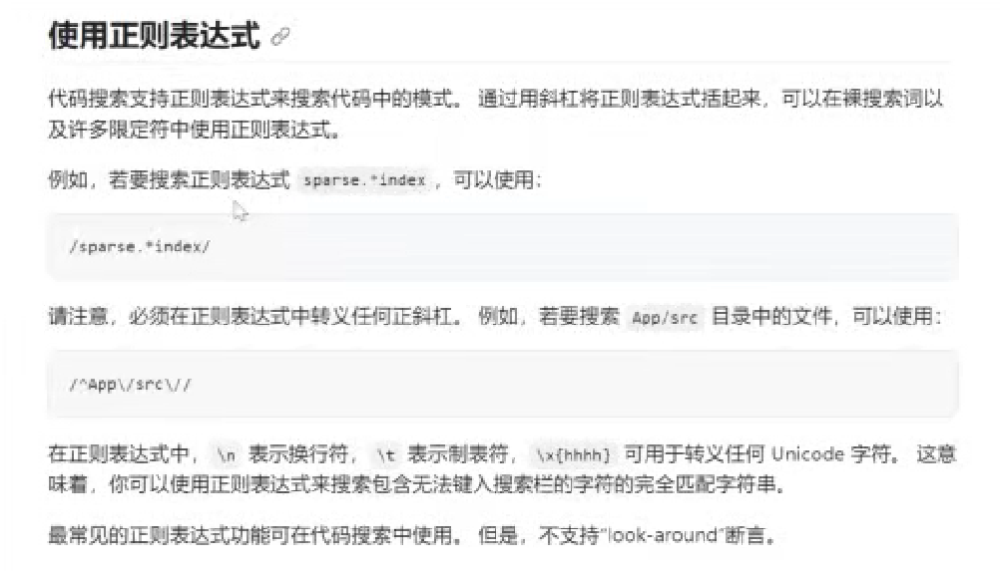 使用正则表达式
代码搜索支持正则表达式来搜索代码中的模式。 通过用斜杠将正则表达式括起来，可以在裸搜索词以
及许多限定符中使用正则表达式。
例如，若要搜索正则表达式 sparse.*index ，可以使用：
/sparse.*index/
请注意，必须在正则表达式中转义任何正斜杠。 例如，若要搜索 App/src 目录中的文件，可以使用：
/^App\/src\//
在正则表达式中， \n 表示换行符， \t 表示制表符， \x{hhhh} 可用于转义任何 Unicode 字符。 这意
味着，你可以使用正则表达式来搜索包含无法键入搜索栏的字符的完全匹配字符串。
最常见的正则表达式功能可在代码搜索中使用。 但是，不支持"look-around"断言。